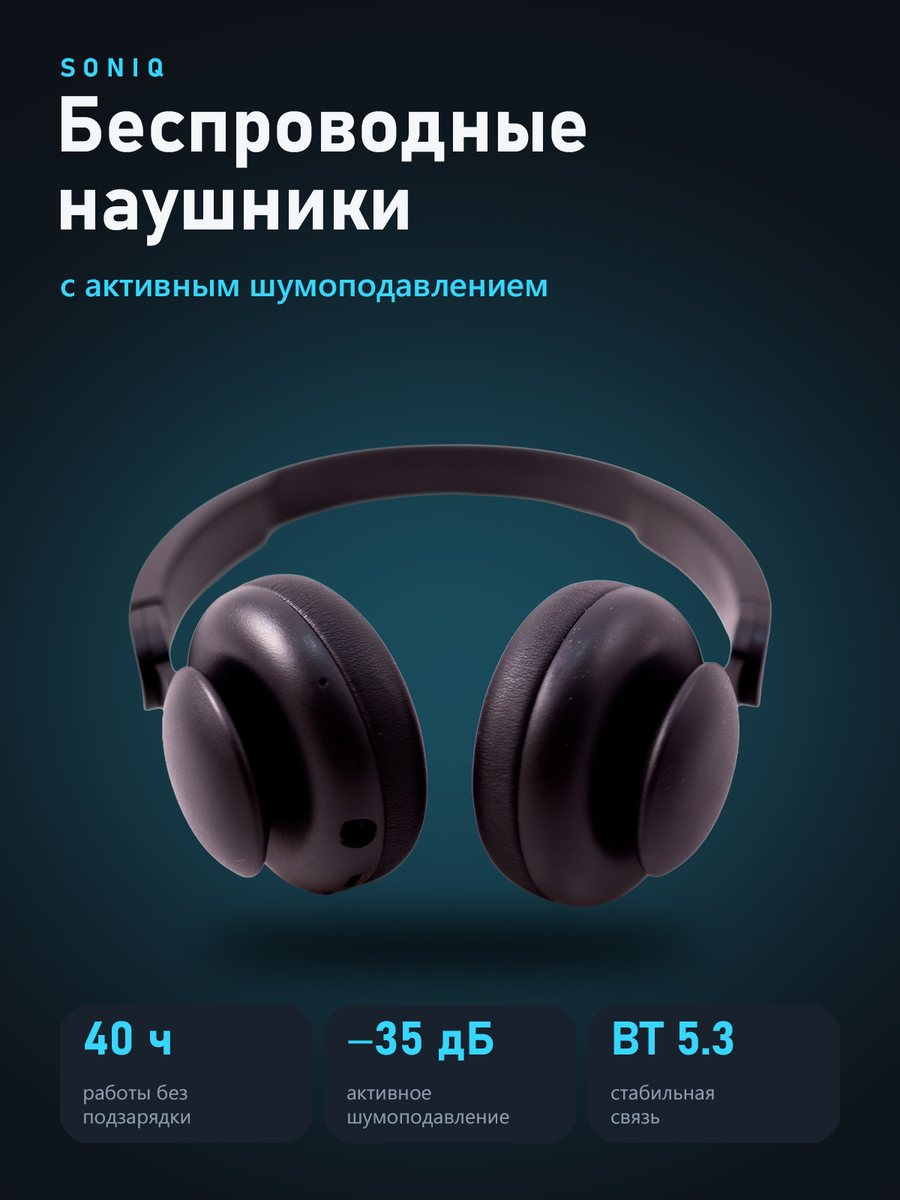 SONIQ
Беспроводные
наушники
с активным шумоподавлением
40 ч
–35 дБ
BT 5.3
работы без
подзарядки
активное
шумоподавление
стабильная
связь